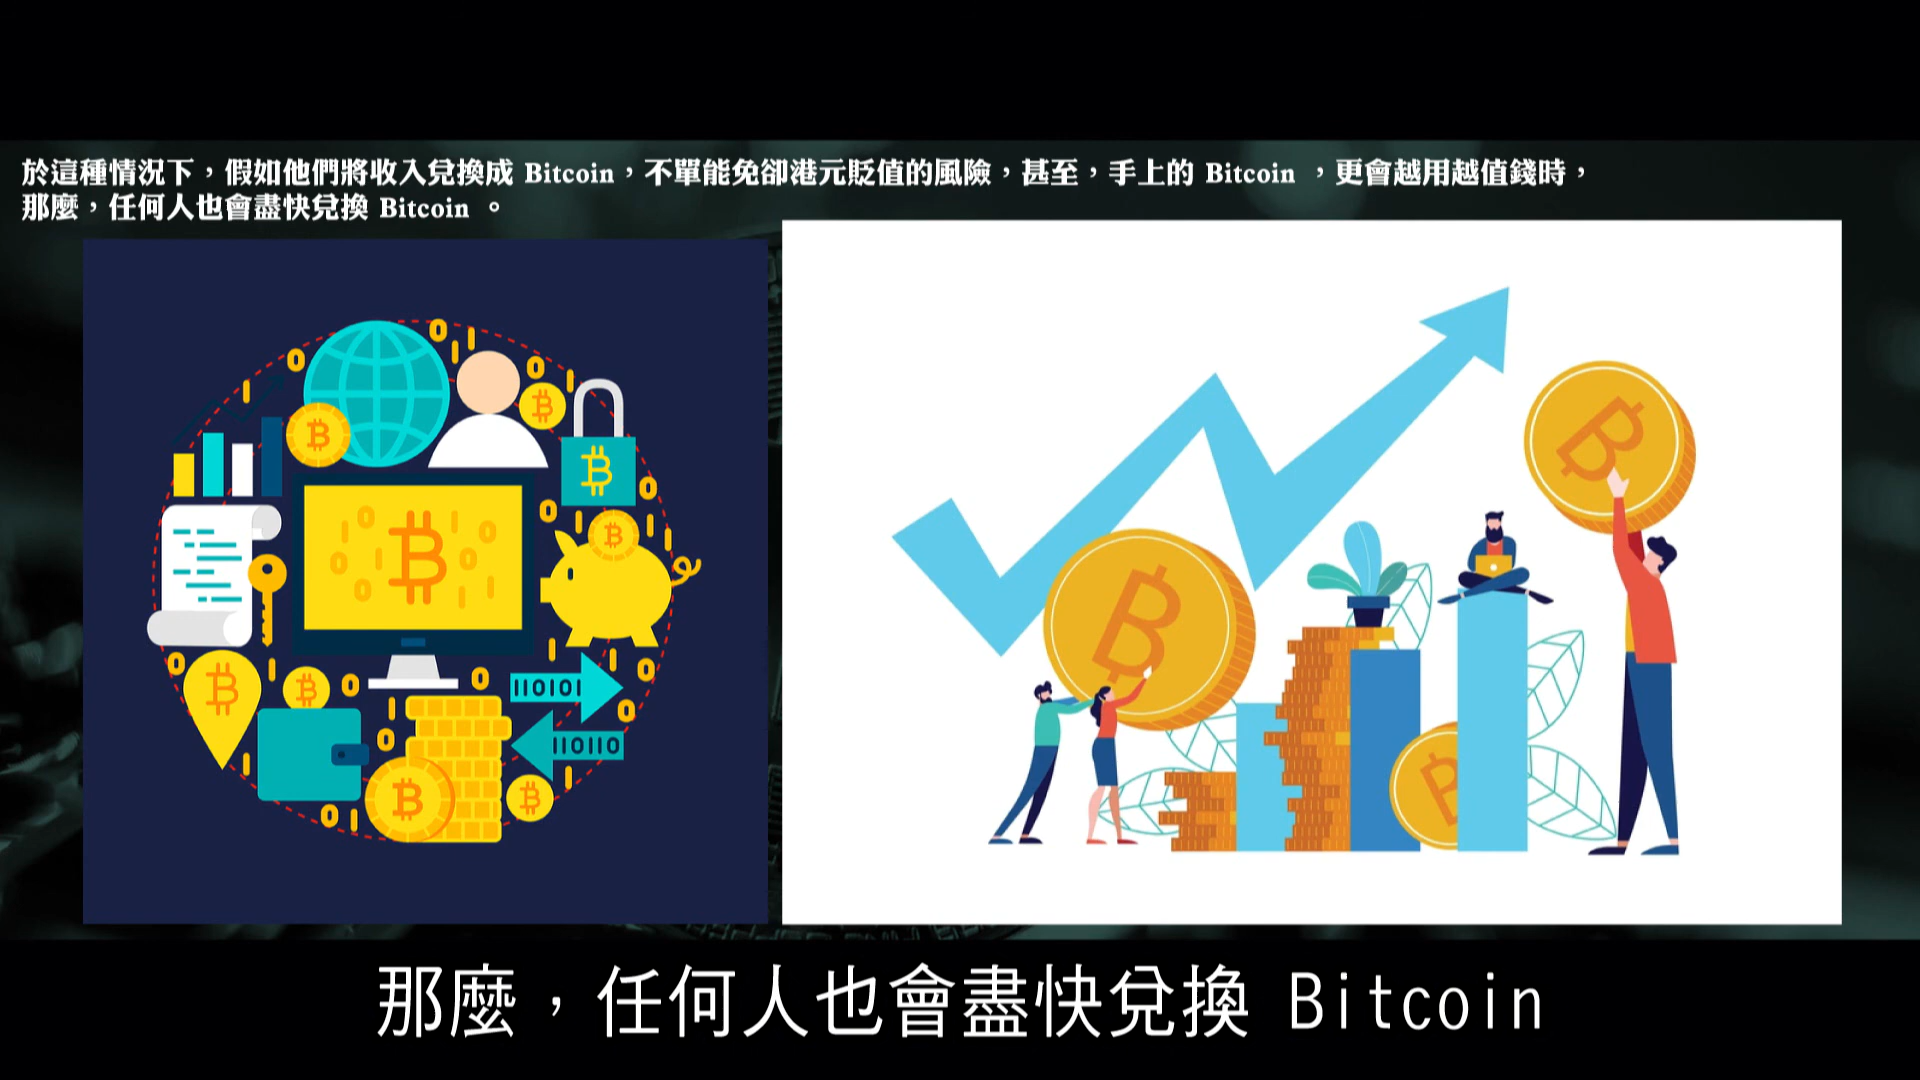 於這種情況下，假如他們將收入兌換成 Bitcoin，不單能免卻港元貶值的風險，甚至，手上的 Bitcoin ，更會越用越值錢時，
那麼，任何人也會盡快兌換 Bitcoin 。
110101
110110
那麼，任何人也會盡快兌換 Bitcoin